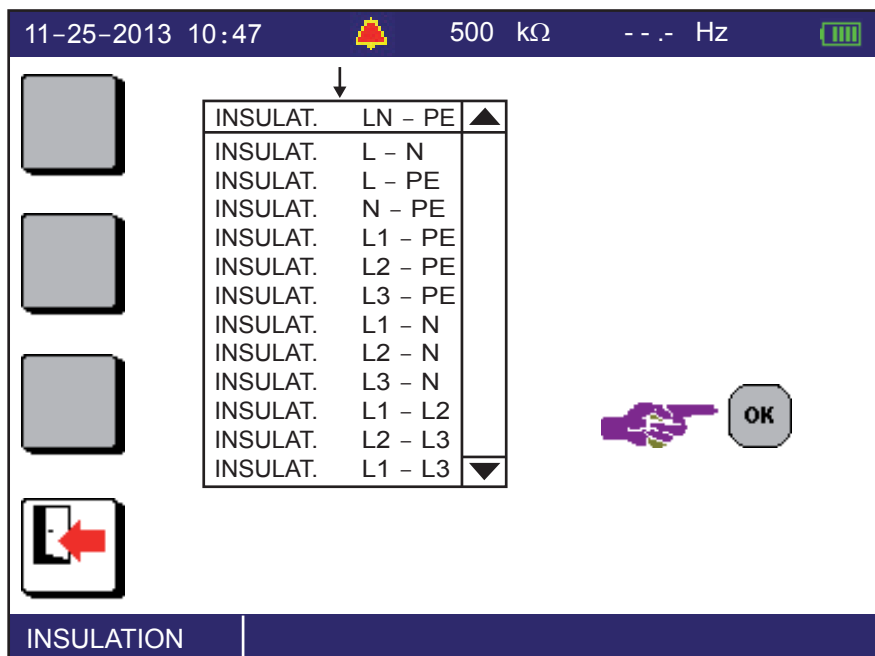 11-25-2013 10:47 500 kΩ - - .- Hz
INSULAT. LN - PE
INSULAT. L - N
INSULAT. L - PE
INSULAT. N - PE
INSULAT. L1 - PE
INSULAT. L2 - PE
INSULAT. L3 - PE
INSULAT. L1 - N
INSULAT. L2 - N
INSULAT. L3 - N
INSULAT. L1 - L2
INSULAT. L2 - L3
INSULAT. L1 - L3
OK
INSULATION